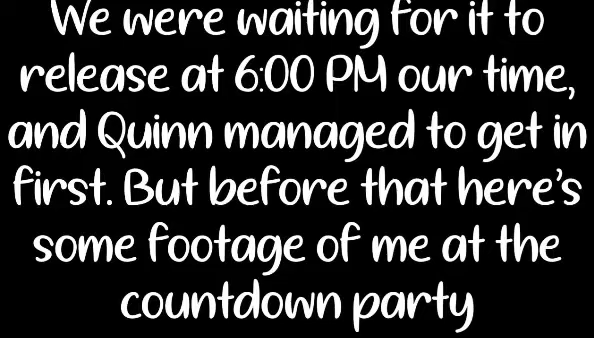 We were waiting for it to
release at 6:00 PM our time,
and Quinn managed to get in
first. But before that here's
some footage of me at the
countdown party